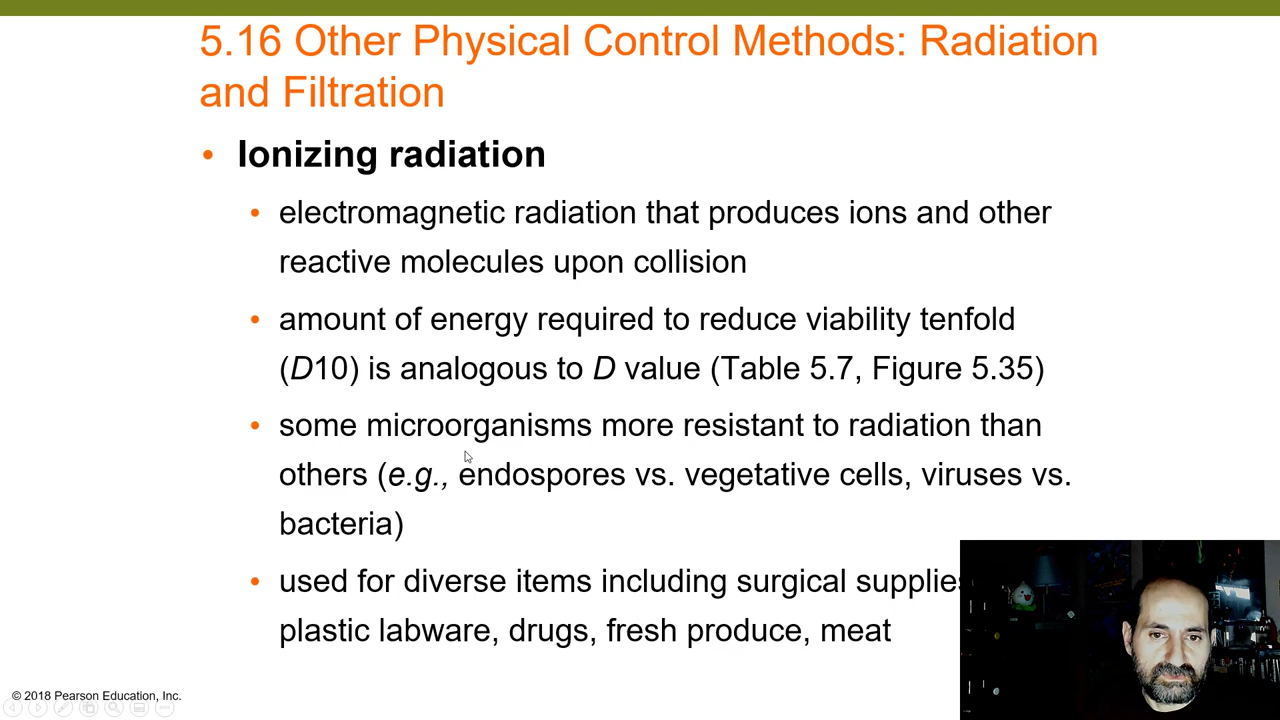 5.16 Other Physical Control Methods: Radiation
and Filtration
• Ionizing radiation
• electromagnetic radiation that produces ions and other
reactive molecules upon collision
• amount of energy required to reduce viability tenfold
(D10) is analogous to D value (Table 5.7, Figure 5.35)
• some microorganisms more resistant to radiation than
others (e.g., endospores vs. vegetative cells, viruses vs.
bacteria)
• used for diverse items including surgical supplies
plastic labware, drugs, fresh produce, meat
© 2018 Pearson Education, Inc.